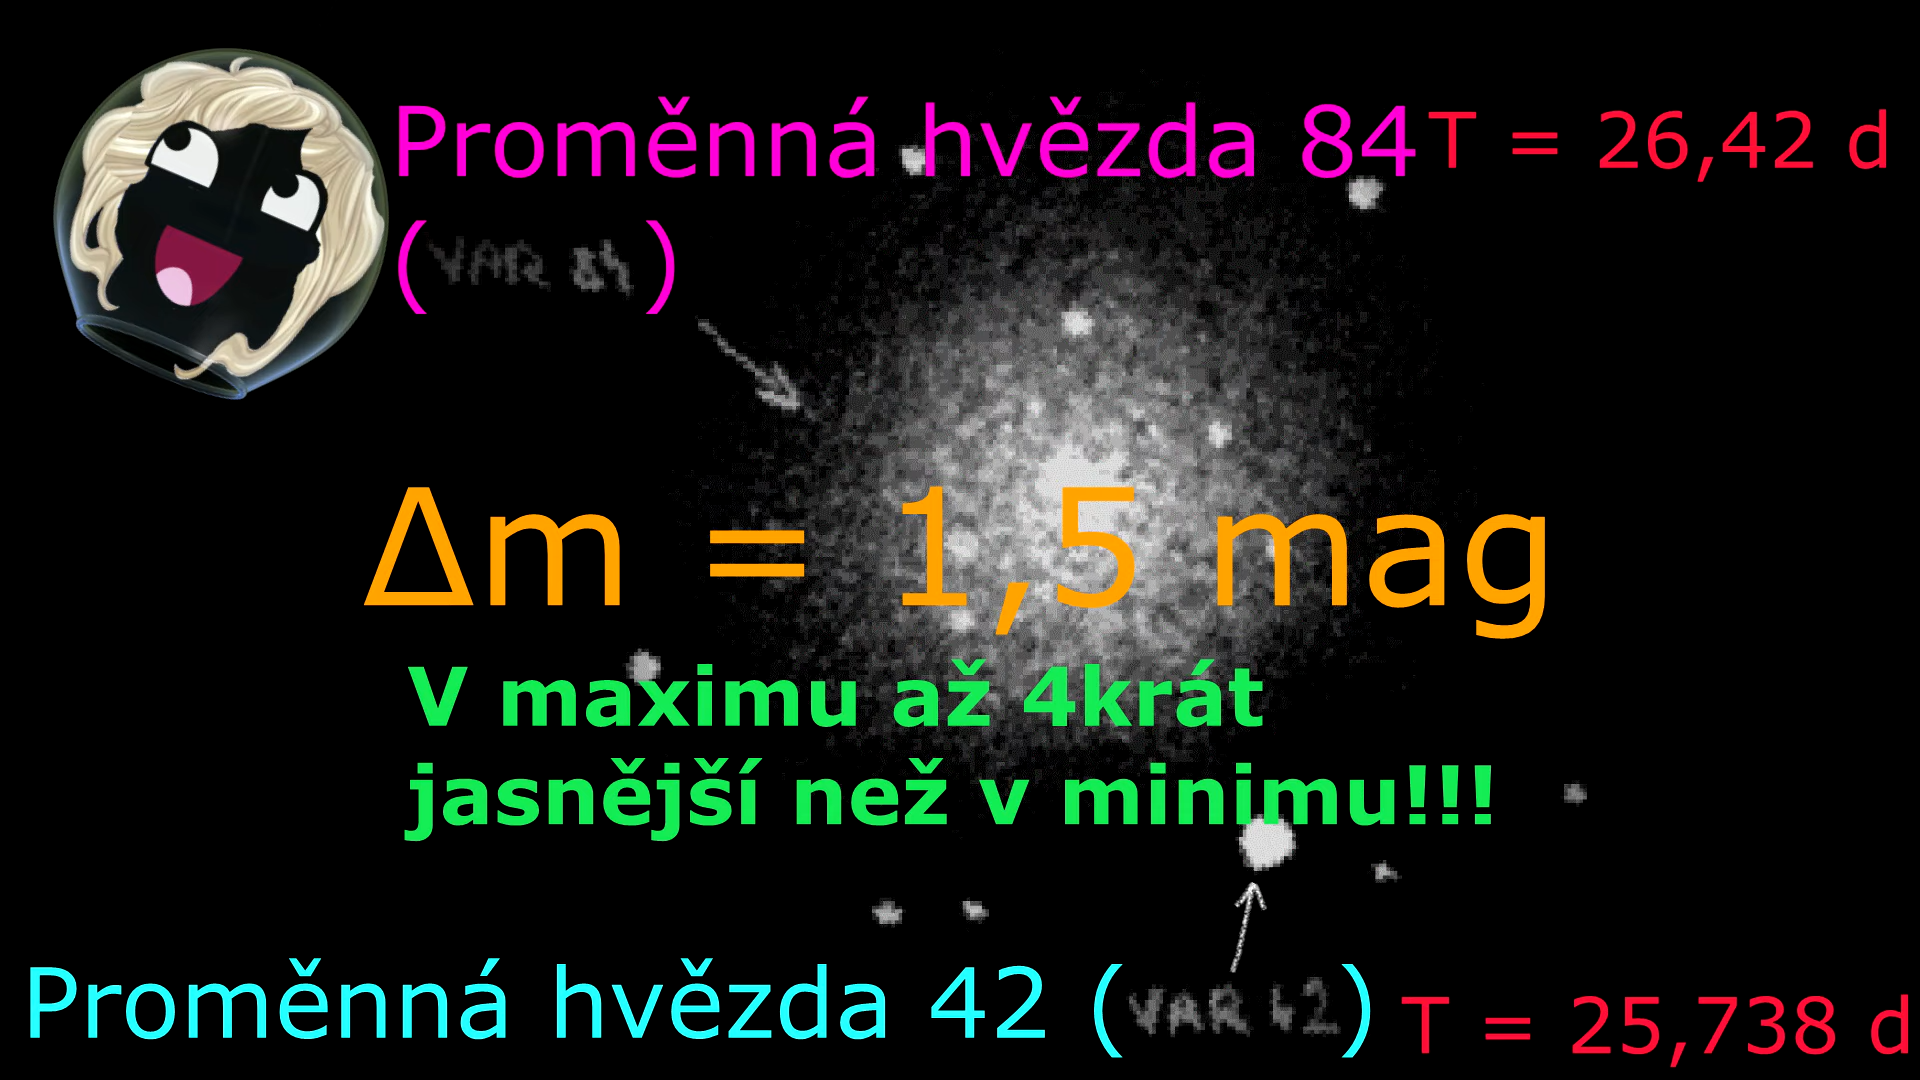 Proměnná hvězda 84 T = 26,42 d
(VAR 84)
Δm = 1,5 mag
V maximu až 4krát
jasnější než v minimu!!!
Proměnná hvězda 42 (VAR 42) T = 25,738 d